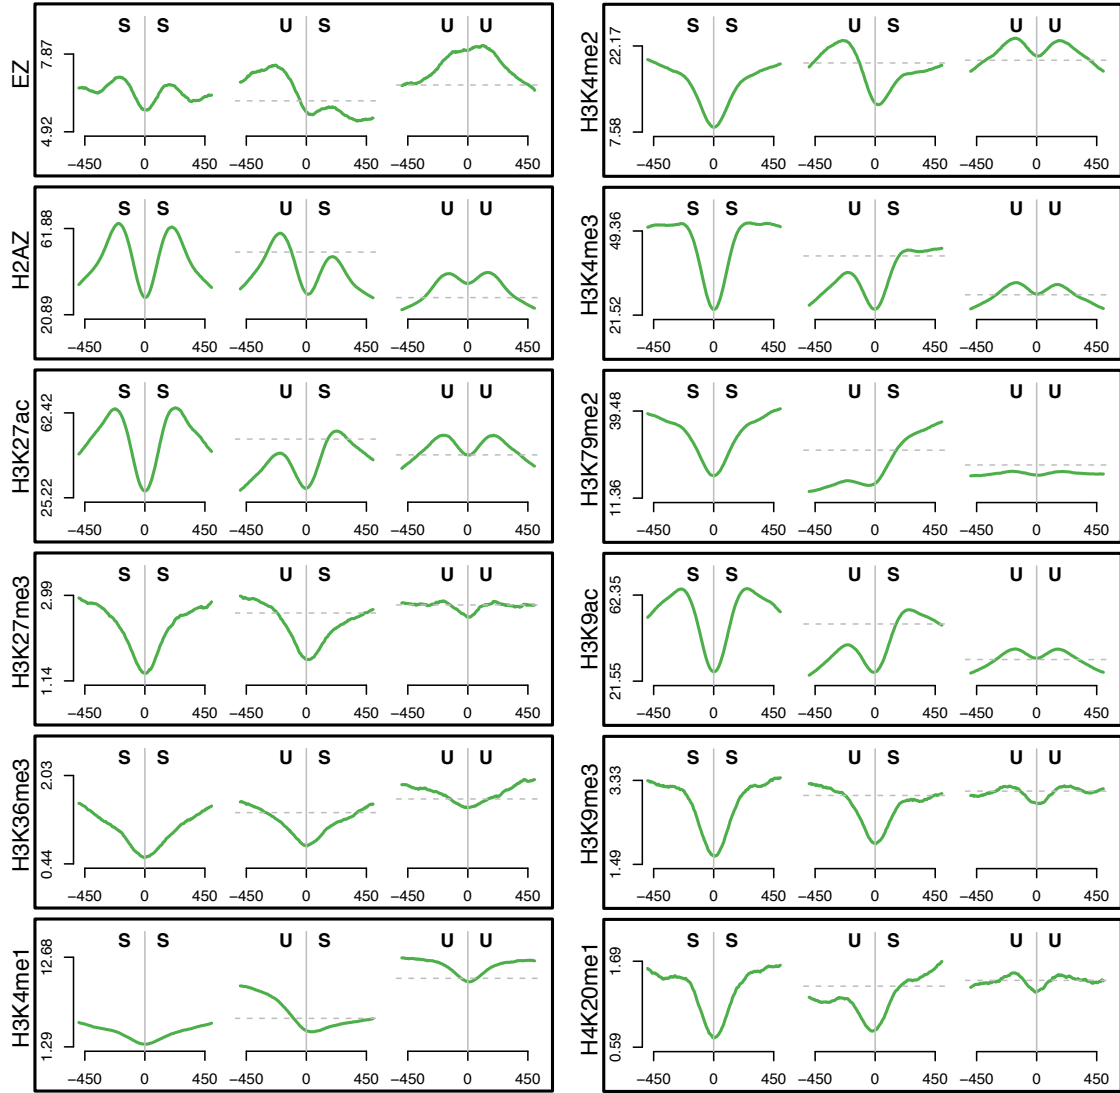 EZ
7.87
4.92
S S
U S
U U
−450 0 450
−450 0 450
−450 0 450
H3K4me2
22.17
7.58
S S
U S
U U
−450 0 450
−450 0 450
−450 0 450
H2AZ
61.88
20.89
S S
U S
U U
−450 0 450
−450 0 450
−450 0 450
H3K4me3
49.36
21.52
S S
U S
U U
−450 0 450
−450 0 450
−450 0 450
H3K27ac
62.42
25.22
S S
U S
U U
−450 0 450
−450 0 450
−450 0 450
H3K79me2
39.48
11.36
S S
U S
U U
−450 0 450
−450 0 450
−450 0 450
H3K27me3
2.99
1.14
S S
U S
U U
−450 0 450
−450 0 450
−450 0 450
H3K9ac
62.35
21.55
S S
U S
U U
−450 0 450
−450 0 450
−450 0 450
H3K36me3
2.03
0.44
S S
U S
U U
−450 0 450
−450 0 450
−450 0 450
H3K9me3
3.33
1.49
S S
U S
U U
−450 0 450
−450 0 450
−450 0 450
H3K4me1
12.68
1.29
S S
U S
U U
−450 0 450
−450 0 450
−450 0 450
H4K20me1
1.69
0.59
S S
U S
U U
−450 0 450
−450 0 450
−450 0 450